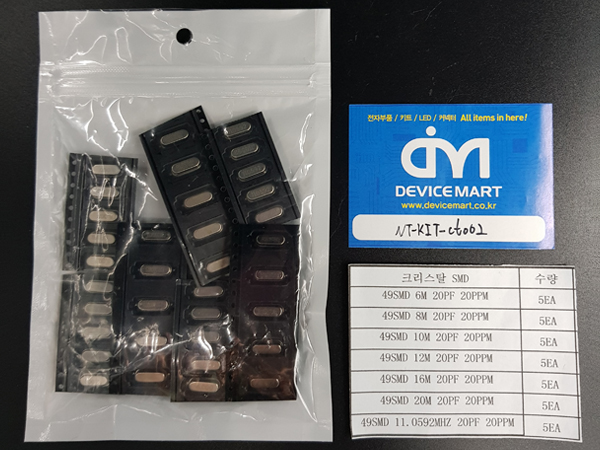 전자부품 / 키트 / LED / 커넥터 All items in here!
DM
DEVICEMART
www.devicemart.co.kr
NT-KIT-ct002
크리스탈 SMD 수량
49SMD 6M 20PF 20PPM 5EA
49SMD 8M 20PF 20PPM 5EA
49SMD 10M 20PF 20PPM 5EA
49SMD 12M 20PF 20PPM 5EA
49SMD 16M 20PF 20PPM 5EA
49SMD 20M 20PF 20PPM 5EA
49SMD 11.0592MHZ 20PF 20PPM 5EA